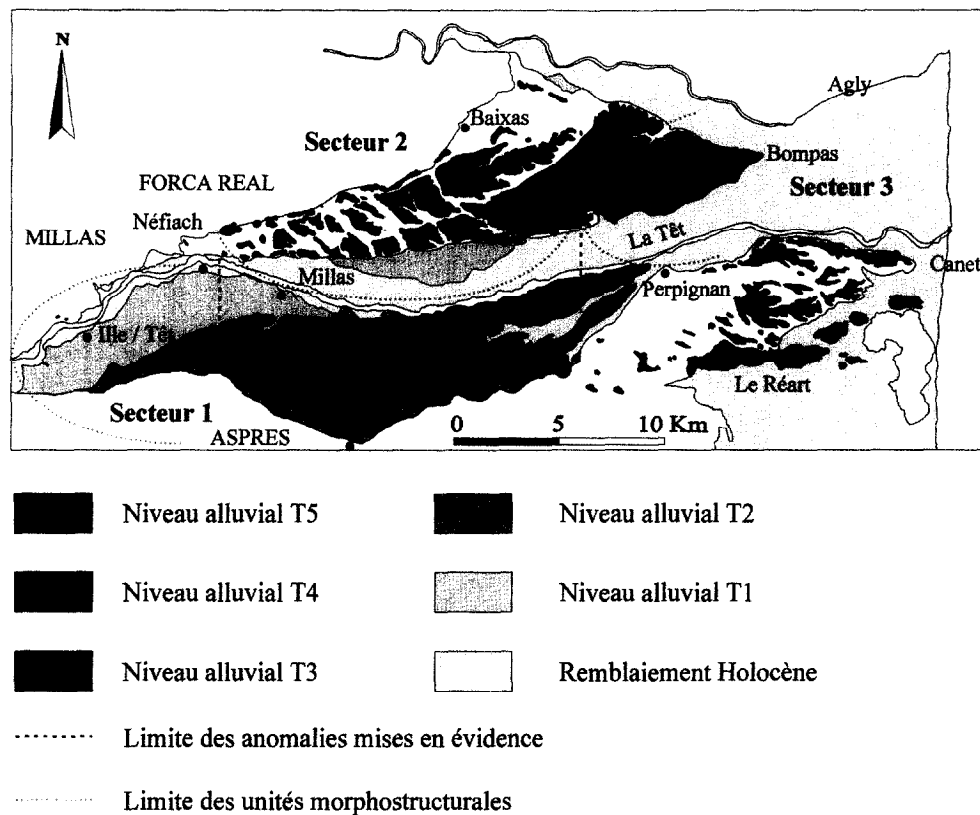 N
Agly
Baixas
Secteur 2
Bompas
FORCA REAL
Secteur 3
Néfiach
La Têt
MILLAS
Millas
Canet
Perpignan
Ille / Têt
Le Réart
Secteur 1
0 5 10 Km
ASPRES
Niveau alluvial T5
Niveau alluvial T2
Niveau alluvial T4
Niveau alluvial T1
Niveau alluvial T3
Remblaiement Holocène
Limite des anomalies mises en évidence
Limite des unités morphostructurales